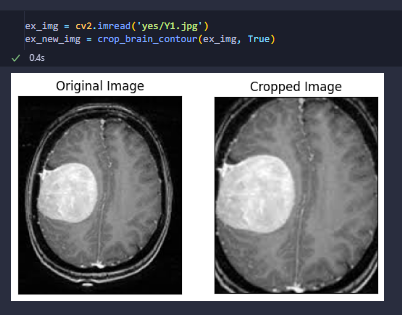 ex_img = cv2.imread('yes/Y1.jpg')
ex_new_img = crop_brain_contour(ex_img, True)
✓ 0.4s
Original Image
Cropped Image